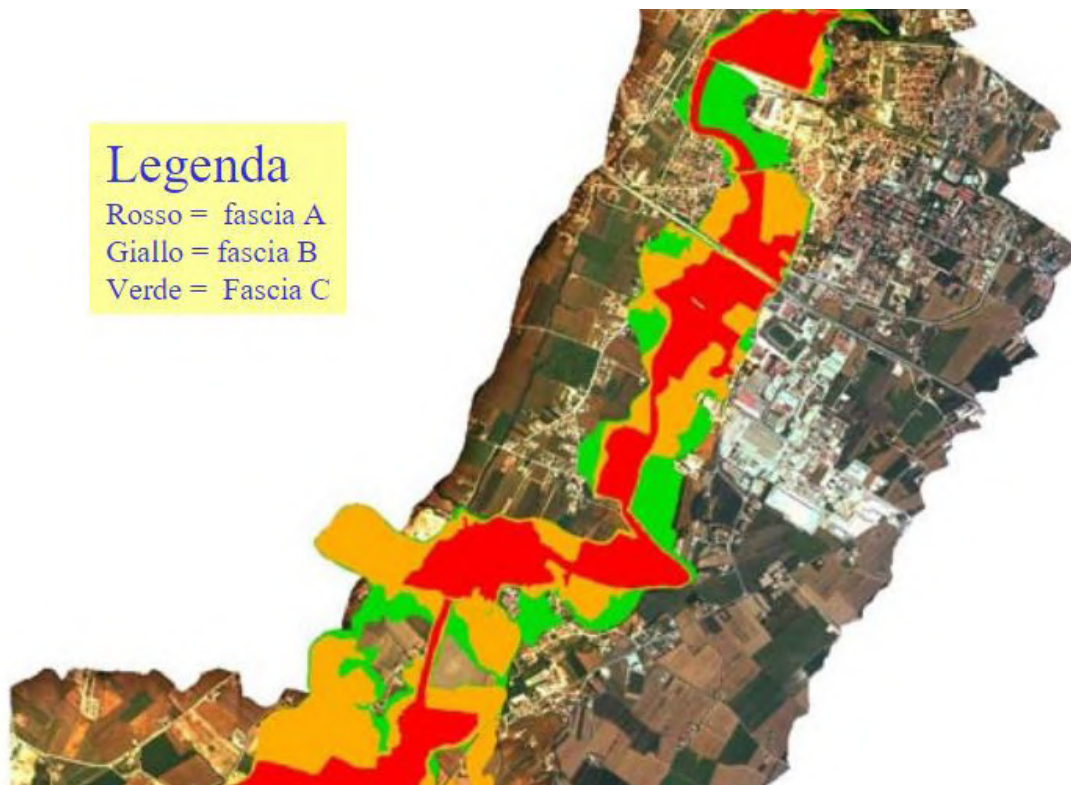 Legenda
Rosso = fascia A
Giallo = fascia B
Verde = Fascia C